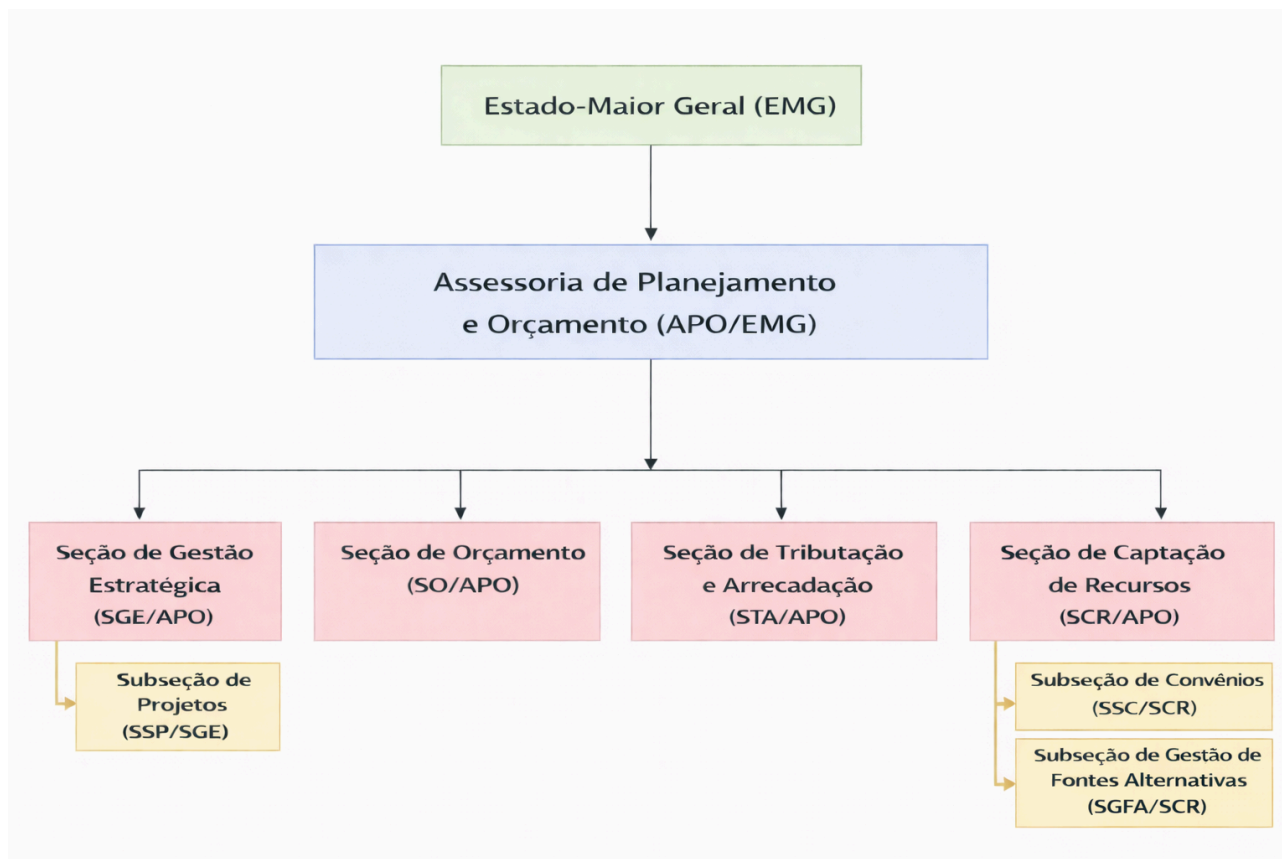 Estado-Maior Geral (EMG)
Assessoria de Planejamento
e Orçamento (APO/EMG)
Seção de Gestão
Estratégica
(SGE/APO)
Seção de Orçamento
(SO/APO)
Seção de Tributação
e Arrecadação
(STA/APO)
Seção de Captação
de Recursos
(SCR/APO)
Subseção de
Projetos
(SSP/SGE)
Subseção de Convênios
(SSC/SCR)
Subseção de Gestão de
Fontes Alternativas
(SGFA/SCR)